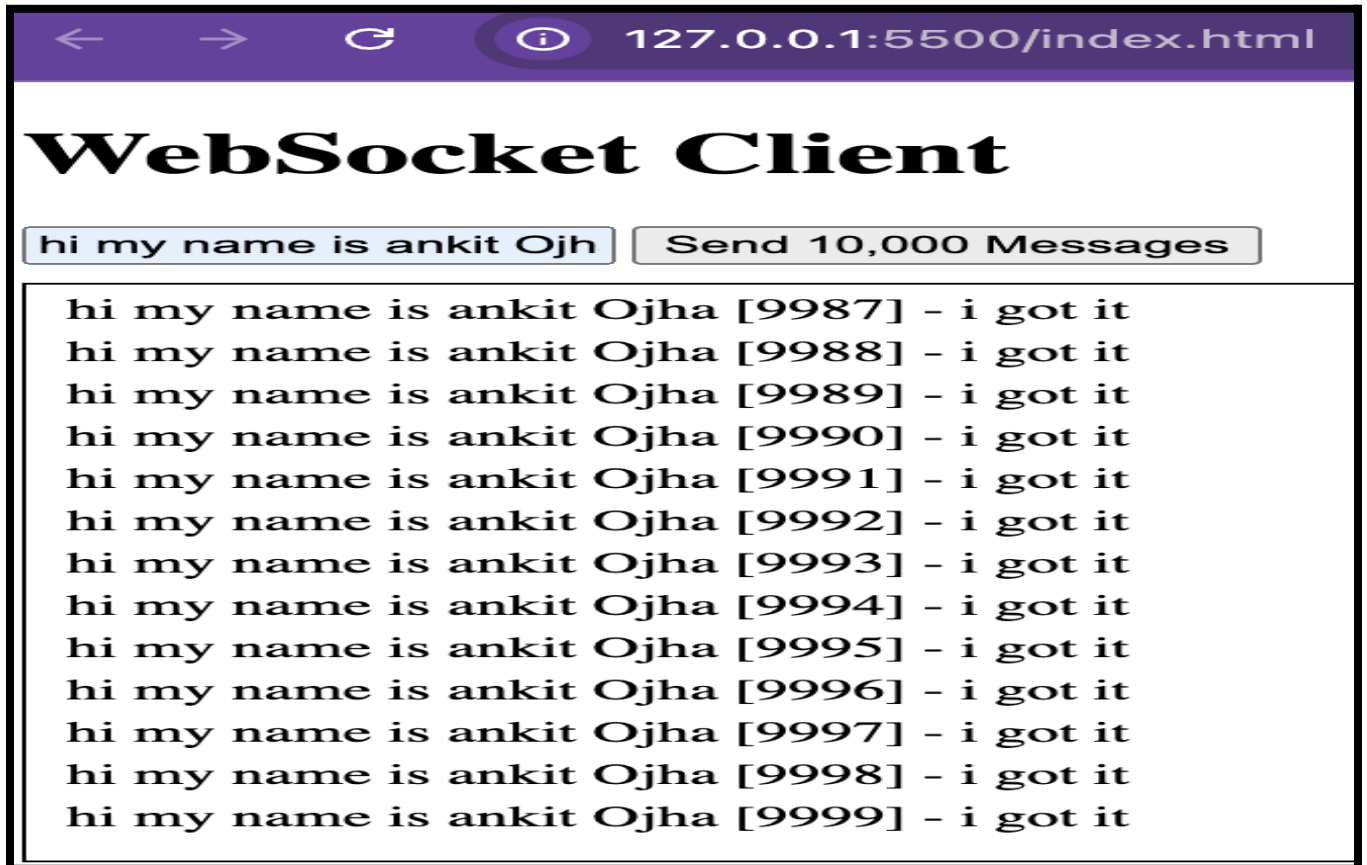 127.0.0.1:5500/index.html
WebSocket Client
hi my name is ankit Ojh Send 10,000 Messages
hi my name is ankit Ojha [9987] - i got it
hi my name is ankit Ojha [9988] - i got it
hi my name is ankit Ojha [9989] - i got it
hi my name is ankit Ojha [9990] - i got it
hi my name is ankit Ojha [9991] - i got it
hi my name is ankit Ojha [9992] - i got it
hi my name is ankit Ojha [9993] - i got it
hi my name is ankit Ojha [9994] - i got it
hi my name is ankit Ojha [9995] - i got it
hi my name is ankit Ojha [9996] - i got it
hi my name is ankit Ojha [9997] - i got it
hi my name is ankit Ojha [9998] - i got it
hi my name is ankit Ojha [9999] - i got it